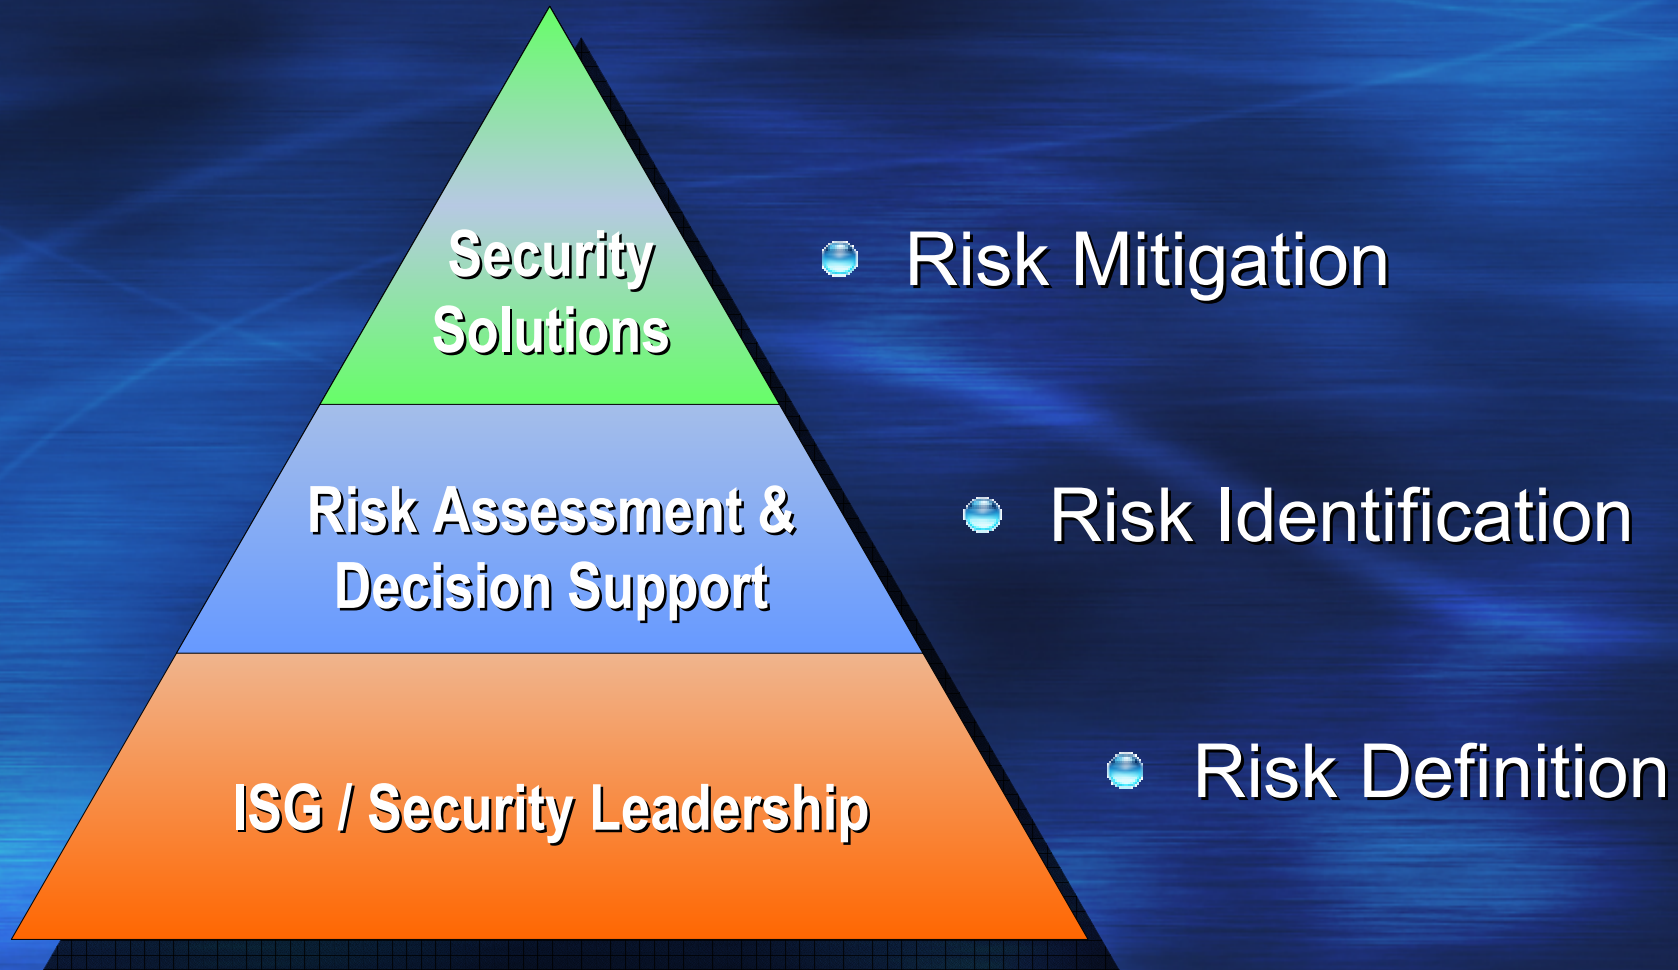 Security
Solutions
Risk Mitigation
Risk Assessment &
Decision Support
Risk Identification
ISG / Security Leadership
Risk Definition